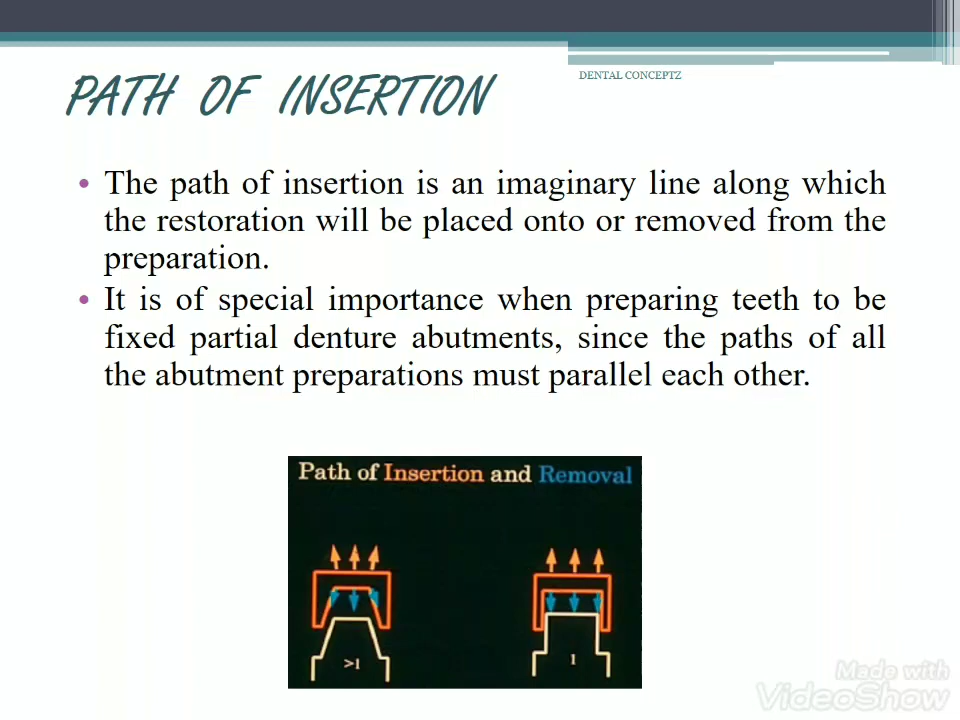 DENTAL CONCEPTZ
PATH OF INSERTION
• The path of insertion is an imaginary line along which
the restoration will be placed onto or removed from the
preparation.
• It is of special importance when preparing teeth to be
fixed partial denture abutments, since the paths of all
the abutment preparations must parallel each other.
Path of Insertion and Removal
>1
1
Made with
VideoShow